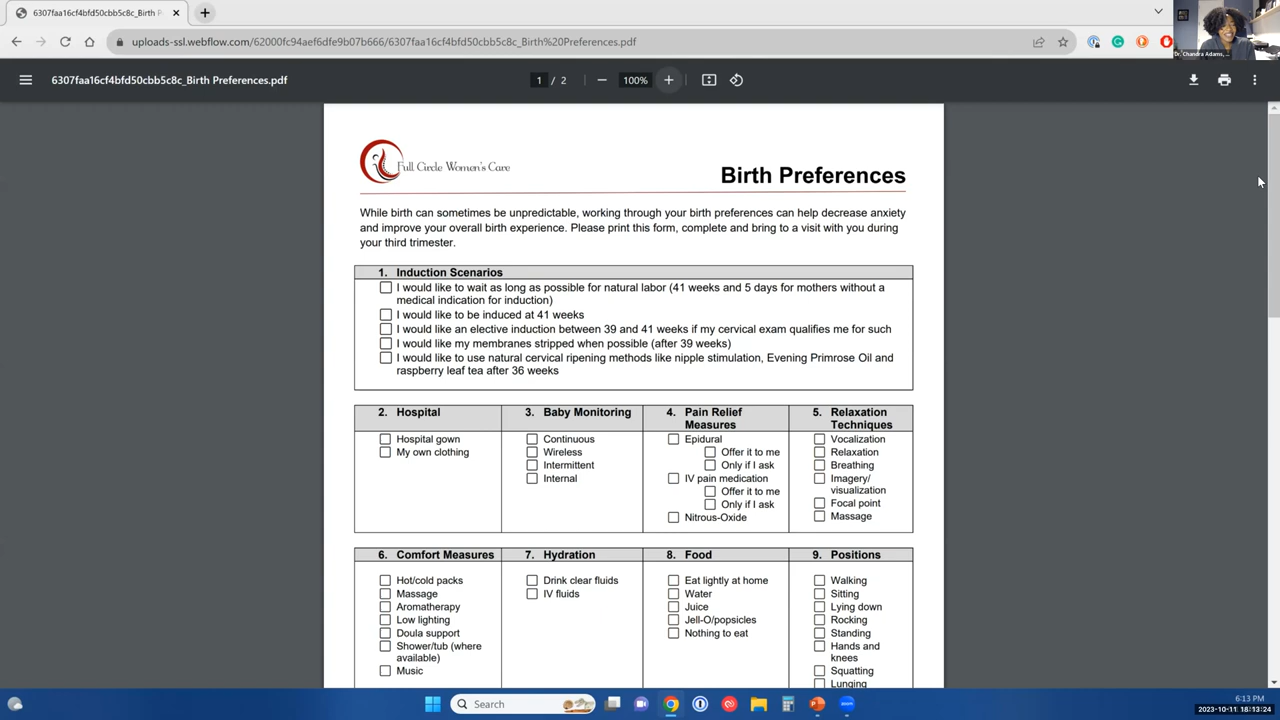 6307faa16cf4bfd50cbb5c8c_Birth P
uploads-ssl.webflow.com/62000fc94aef6dfe9b07b666/6307faa16cf4bfd50cbb5c8c_Birth%20Preferences.pdf
Dr. Chandra Adams, ...
6307faa16cf4bfd50cbb5c8c_Birth Preferences.pdf
1 / 2
100%
Full Circle Women's Care
Birth Preferences
While birth can sometimes be unpredictable, working through your birth preferences can help decrease anxiety
and improve your overall birth experience. Please print this form, complete and bring to a visit with you during
your third trimester.
1. Induction Scenarios
I would like to wait as long as possible for natural labor (41 weeks and 5 days for mothers without a
medical indication for induction)
I would like to be induced at 41 weeks
I would like an elective induction between 39 and 41 weeks if my cervical exam qualifies me for such
I would like my membranes stripped when possible (after 39 weeks)
I would like to use natural cervical ripening methods like nipple stimulation, Evening Primrose Oil and
raspberry leaf tea after 36 weeks
2. Hospital
Hospital gown
My own clothing
3. Baby Monitoring
Continuous
Wireless
Intermittent
Internal
4. Pain Relief
Measures
Epidural
Offer it to me
Only if I ask
IV pain medication
Offer it to me
Only if I ask
Nitrous-Oxide
5. Relaxation
Techniques
Vocalization
Relaxation
Breathing
Imagery/
visualization
Focal point
Massage
6. Comfort Measures
Hot/cold packs
Massage
Aromatherapy
Low lighting
Doula support
Shower/tub (where
available)
Music
7. Hydration
Drink clear fluids
IV fluids
8. Food
Eat lightly at home
Water
Juice
Jell-O/popsicles
Nothing to eat
9. Positions
Walking
Sitting
Lying down
Rocking
Standing
Hands and
knees
Squatting
Lunging
Search
6:13 PM
2023-10-11 18:13:24